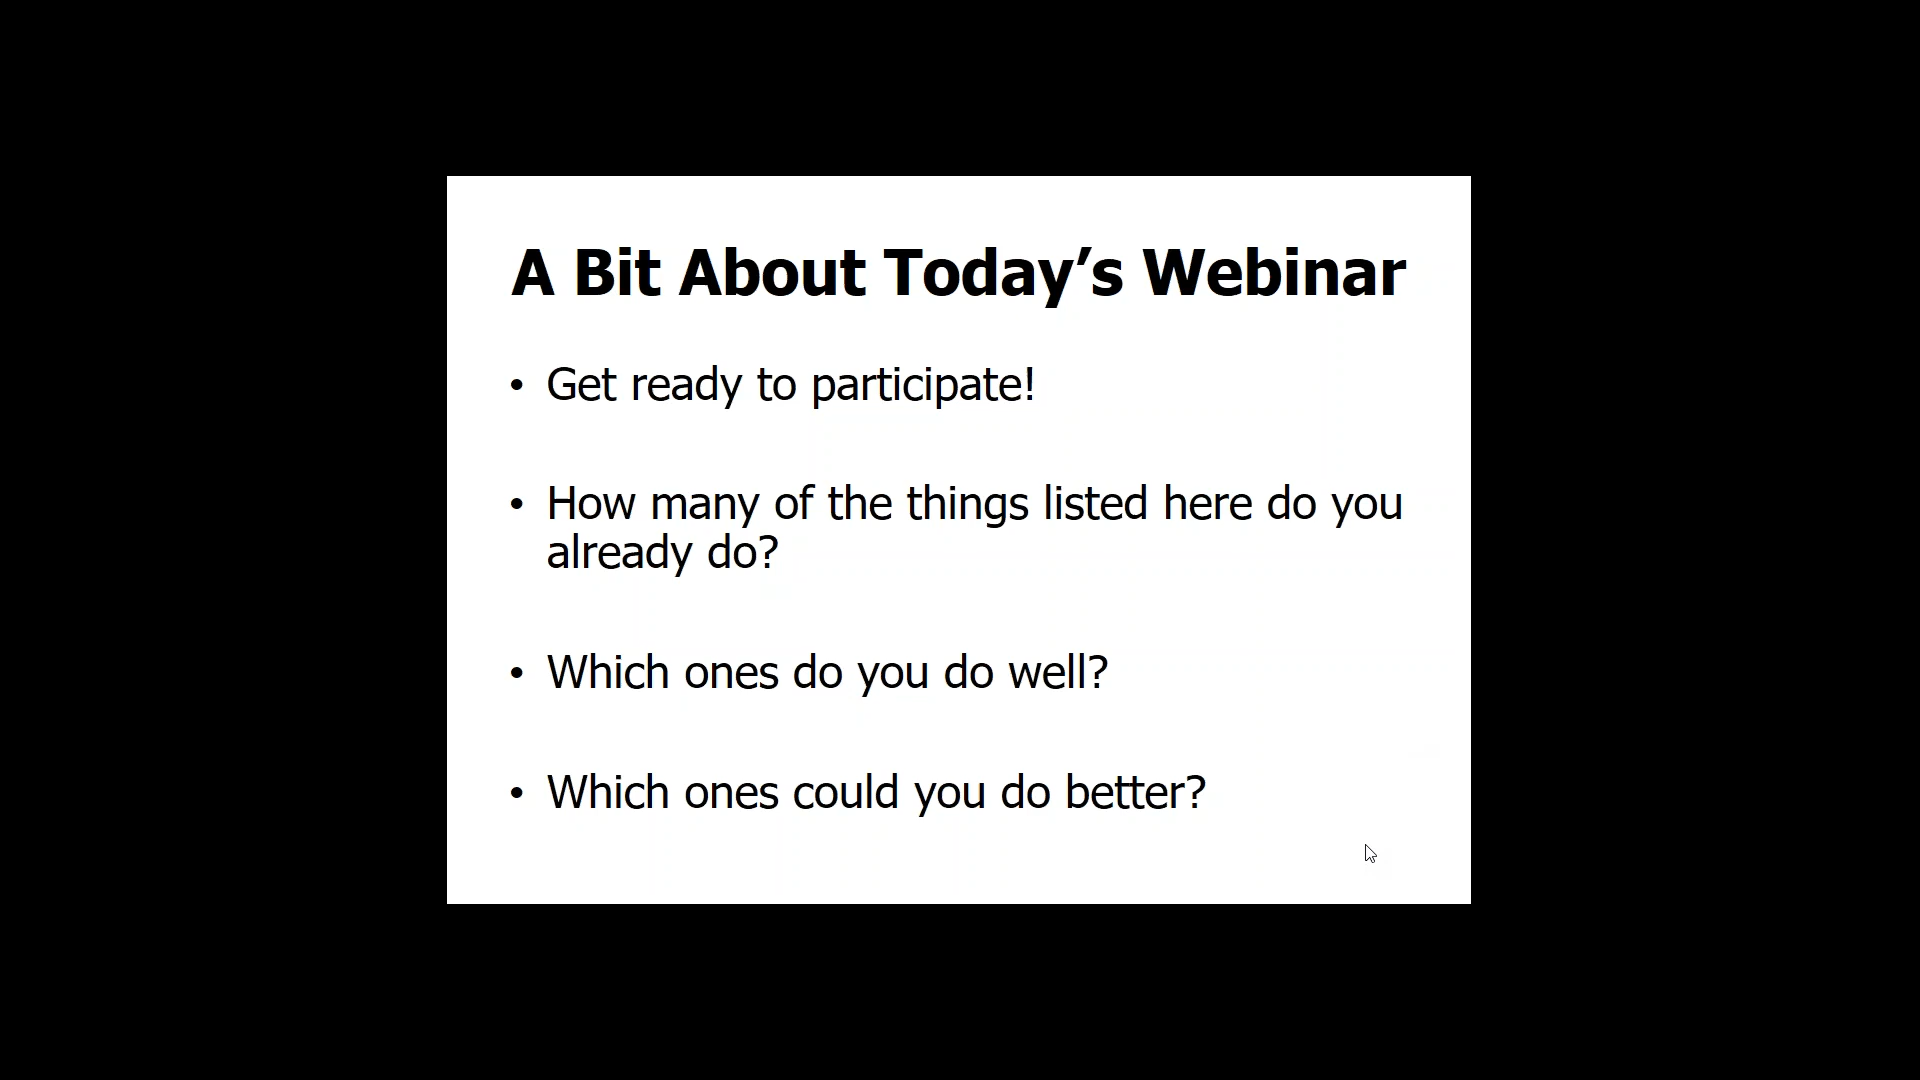 A Bit About Today’s Webinar
• Get ready to participate!
• How many of the things listed here do you
already do?
• Which ones do you do well?
• Which ones could you do better?